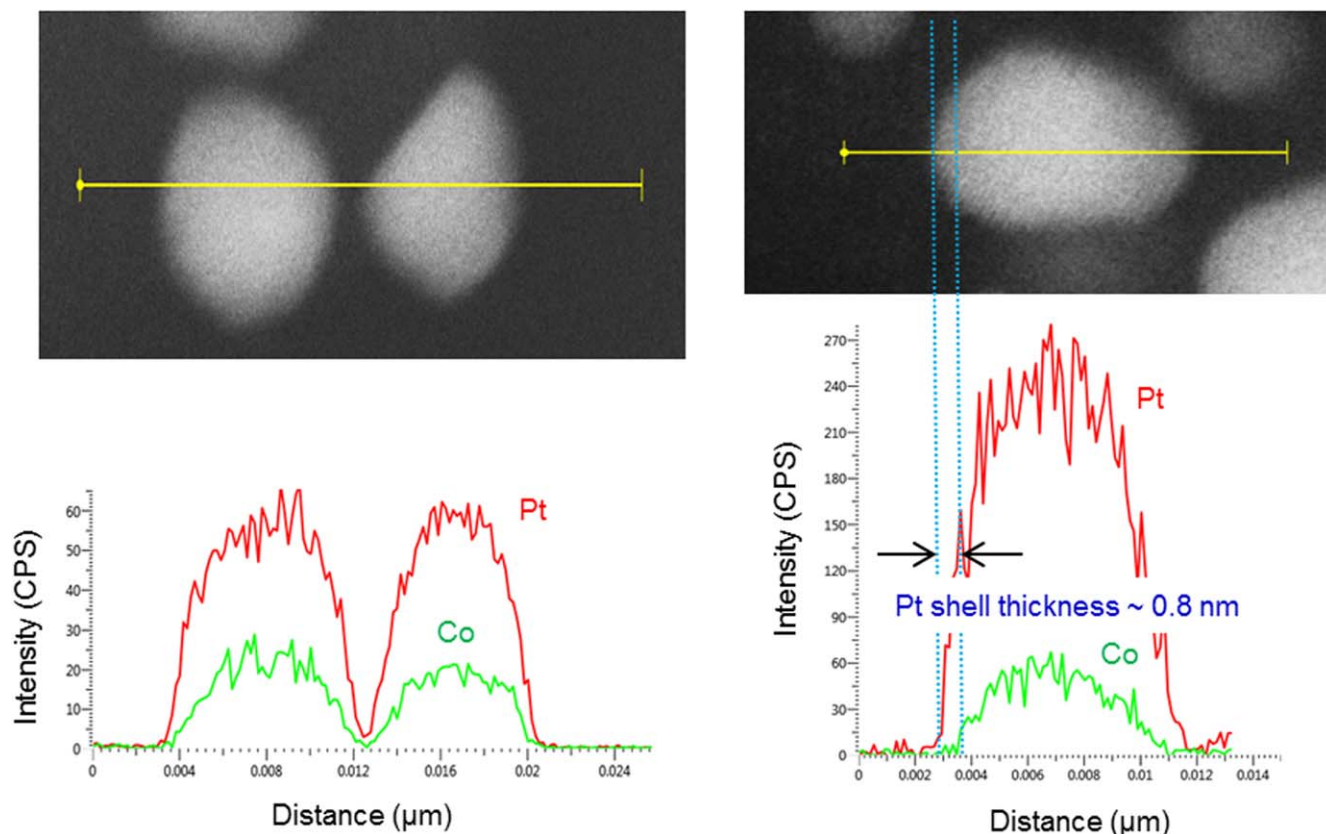 Intensity (CPS)
60
50
40
30
20
10
0
Pt
Co
0 0.004 0.008 0.012 0.016 0.02 0.024
Distance (µm)
Intensity (CPS)
270
240
210
180
150
120
90
60
30
0
Pt
Pt shell thickness ~ 0.8 nm
Co
0 0.002 0.004 0.006 0.008 0.01 0.012 0.014
Distance (µm)